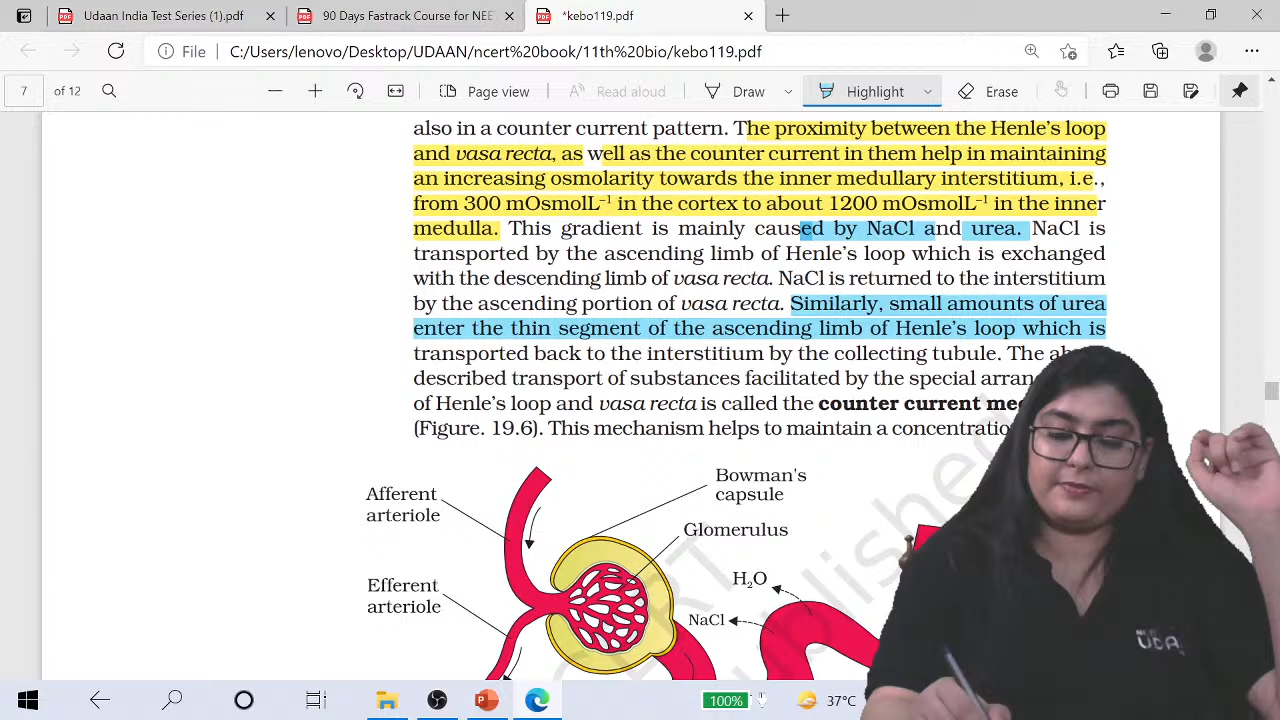 Udaan India Test Series (1).pdf
90 Days Fastrack Course for NEE
*kebo119.pdf
File
C:/Users/lenovo/Desktop/UDAAN/ncert%20book/11th%20bio/kebo119.pdf
7 of 12
Page view
Read aloud
Draw
Highlight
Erase
also in a counter current pattern. The proximity between the Henle's loop
and vasa recta, as well as the counter current in them help in maintaining
an increasing osmolarity towards the inner medullary interstitium, i.e.,
from 300 mOsmolL⁻¹ in the cortex to about 1200 mOsmolL⁻¹ in the inner
medulla. This gradient is mainly caused by NaCl and urea. NaCl is
transported by the ascending limb of Henle's loop which is exchanged
with the descending limb of vasa recta. NaCl is returned to the interstitium
by the ascending portion of vasa recta. Similarly, small amounts of urea
enter the thin segment of the ascending limb of Henle's loop which is
transported back to the interstitium by the collecting tubule. The
described transport of substances facilitated by the special
of Henle's loop and vasa recta is called the counter current
(Figure. 19.6). This mechanism helps to maintain a
Bowman's
capsule
Afferent
arteriole
Glomerulus
Efferent
arteriole
H₂O
NaCl
100%
37°C